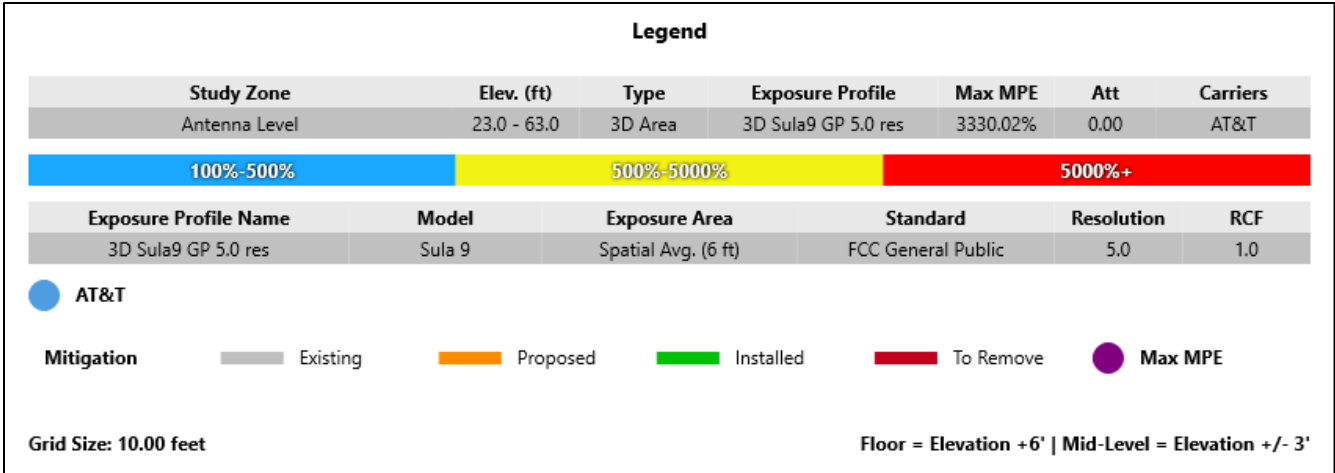 Legend
Study Zone Elev. (ft) Type Exposure Profile Max MPE Att Carriers
Antenna Level 23.0 - 63.0 3D Area 3D Sula9 GP 5.0 res 3330.02% 0.00 AT&T
100%-500% 500%-5000% 5000%+
Exposure Profile Name Model Exposure Area Standard Resolution RCF
3D Sula9 GP 5.0 res Sula 9 Spatial Avg. (6 ft) FCC General Public 5.0 1.0
AT&T
Mitigation Existing Proposed Installed To Remove Max MPE
Grid Size: 10.00 feet Floor = Elevation +6' | Mid-Level = Elevation +/- 3'